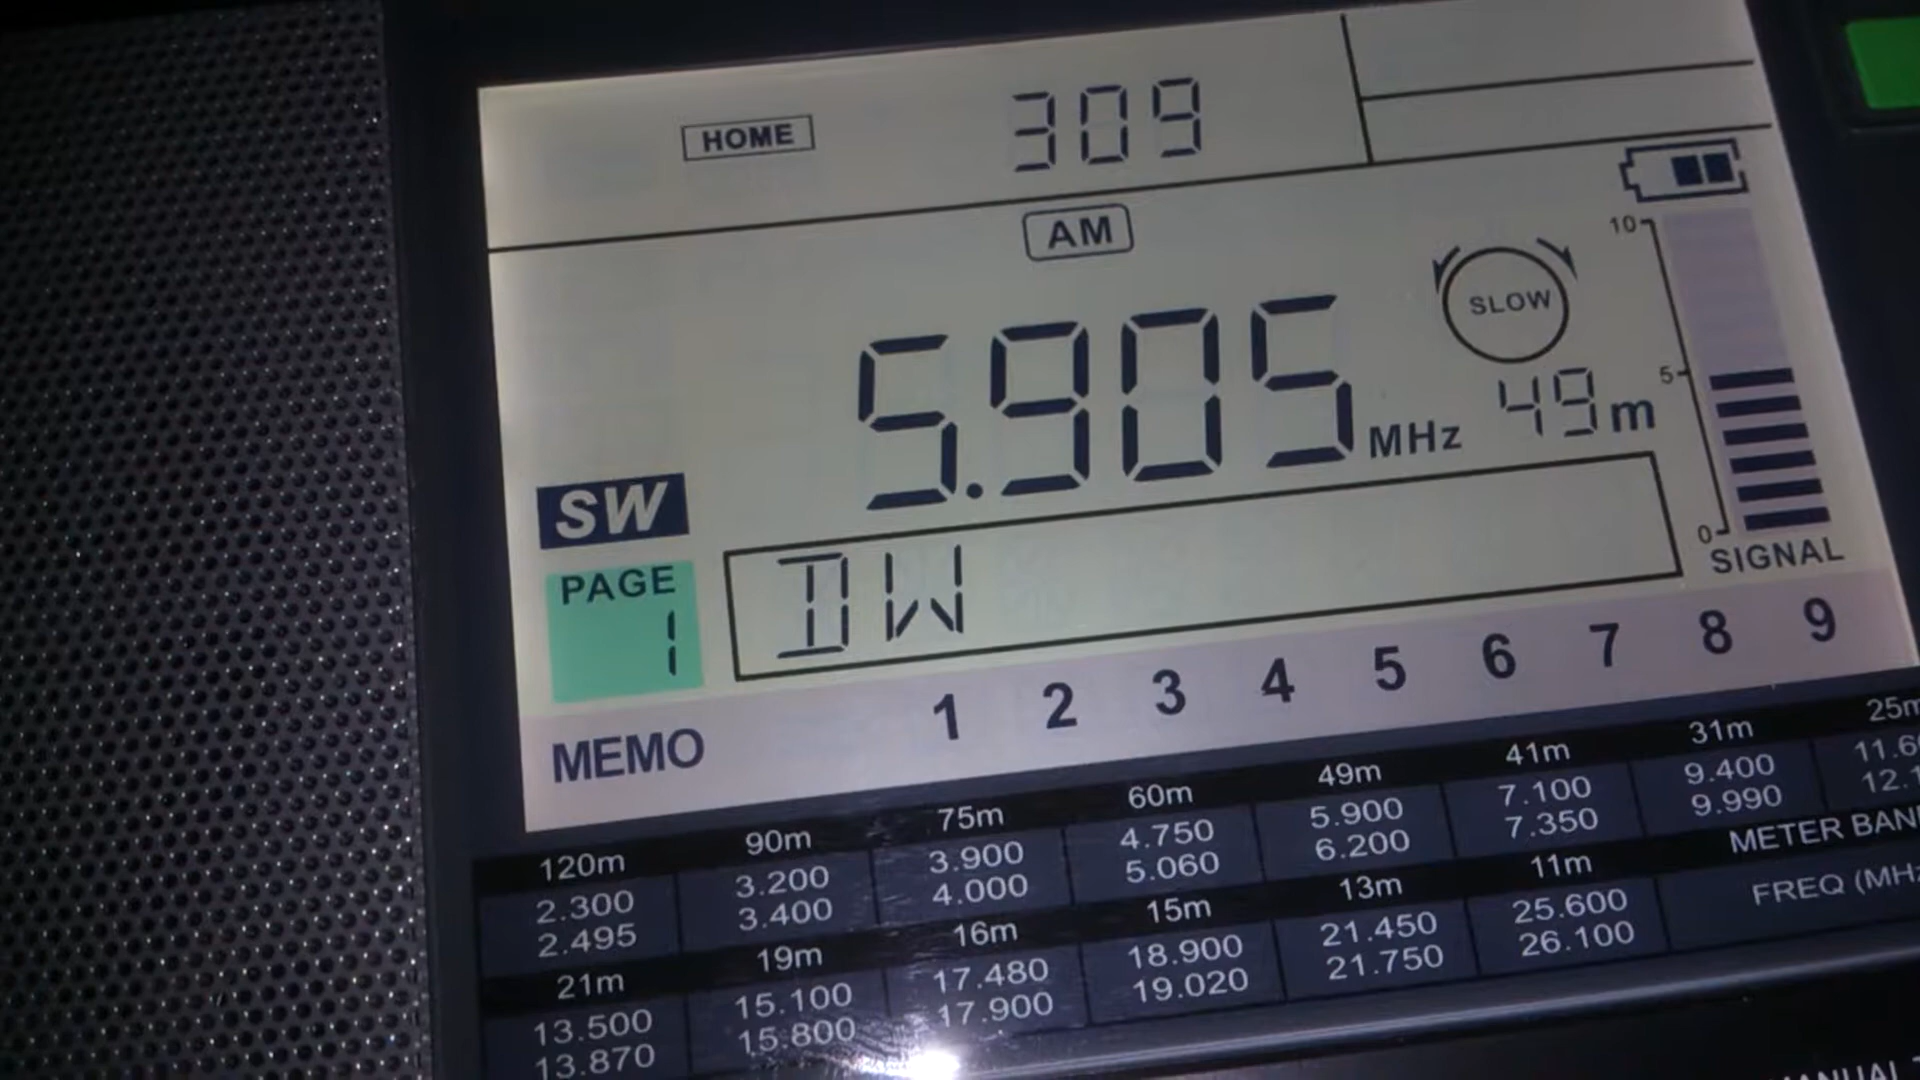 HOME 309
AM
SLOW
10
5.905 MHz 49 m
5
0
SIGNAL
SW
PAGE
1
DW
MEMO 1 2 3 4 5 6 7 8 9
120m 90m 75m 60m 49m 41m 31m 25m
2.300 3.200 3.900 4.750 5.900 7.100 9.400
2.495 3.400 4.000 5.060 6.200 7.350 9.990
METER BAN
21m 19m 16m 15m 13m 11m
13.500 15.100 17.480 18.900 21.450 25.600
13.870 15.800 17.900 19.020 21.750 26.100
FREQ (MHz